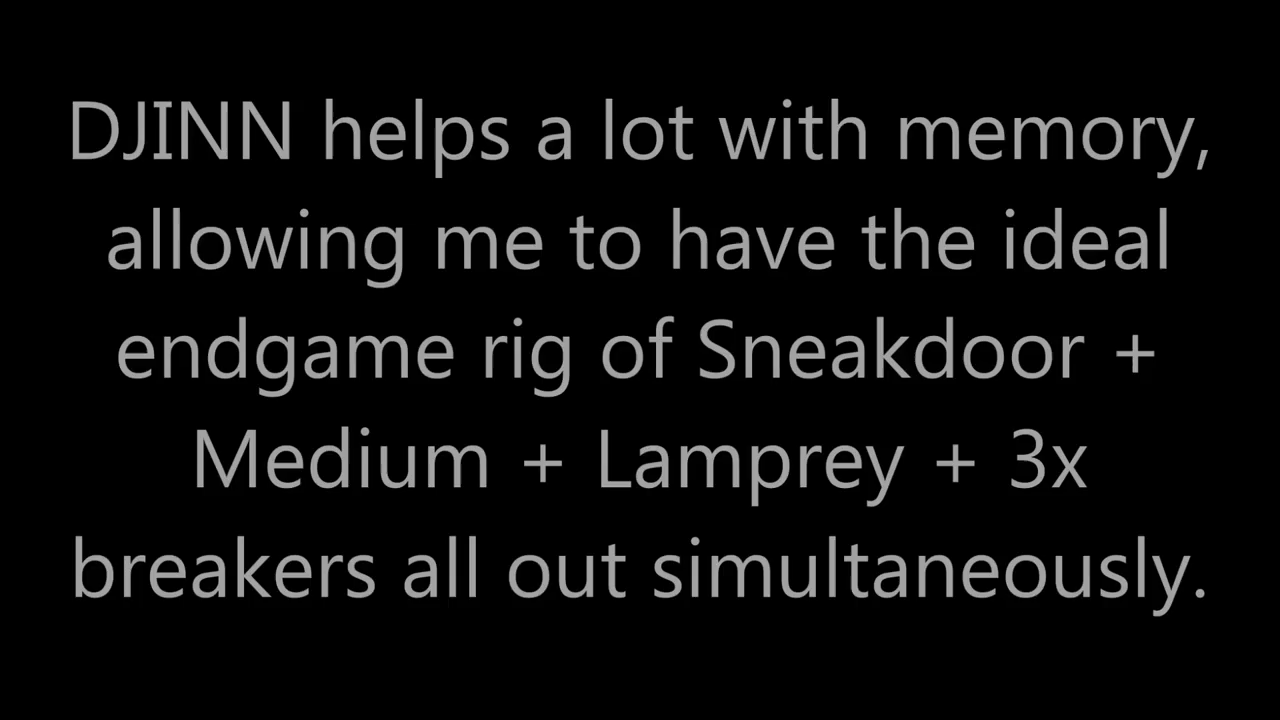 DJINN helps a lot with memory,
allowing me to have the ideal
endgame rig of Sneakdoor +
Medium + Lamprey + 3x
breakers all out simultaneously.